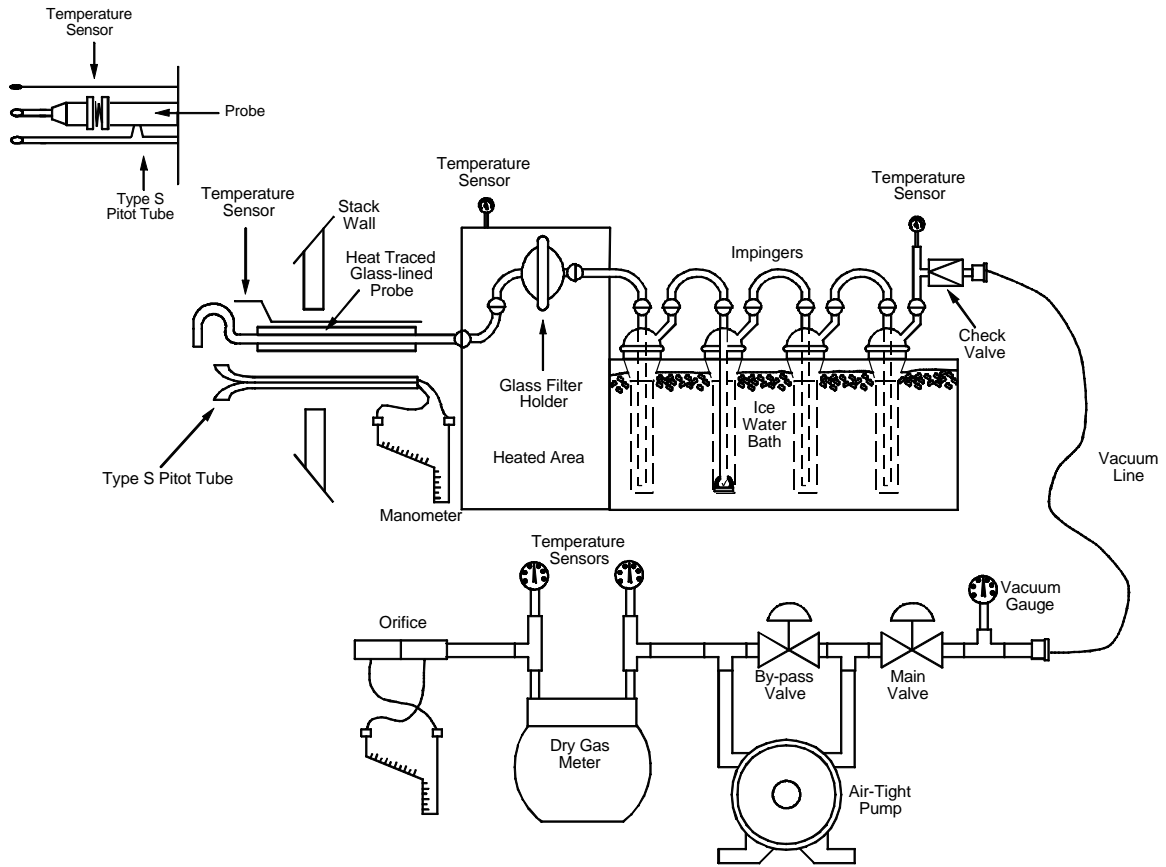 Temperature
Sensor
Probe
Type S
Pitot Tube
Temperature
Sensor
Stack
Wall
Heat Traced
Glass-lined
Probe
Temperature
Sensor
Impingers
Temperature
Sensor
Check
Valve
Glass Filter
Holder
Ice
Water
Bath
Heated Area
Vacuum
Line
Type S Pitot Tube
Manometer
Temperature
Sensors
Vacuum
Gauge
Orifice
By-pass
Valve
Main
Valve
Dry Gas
Meter
Air-Tight
Pump